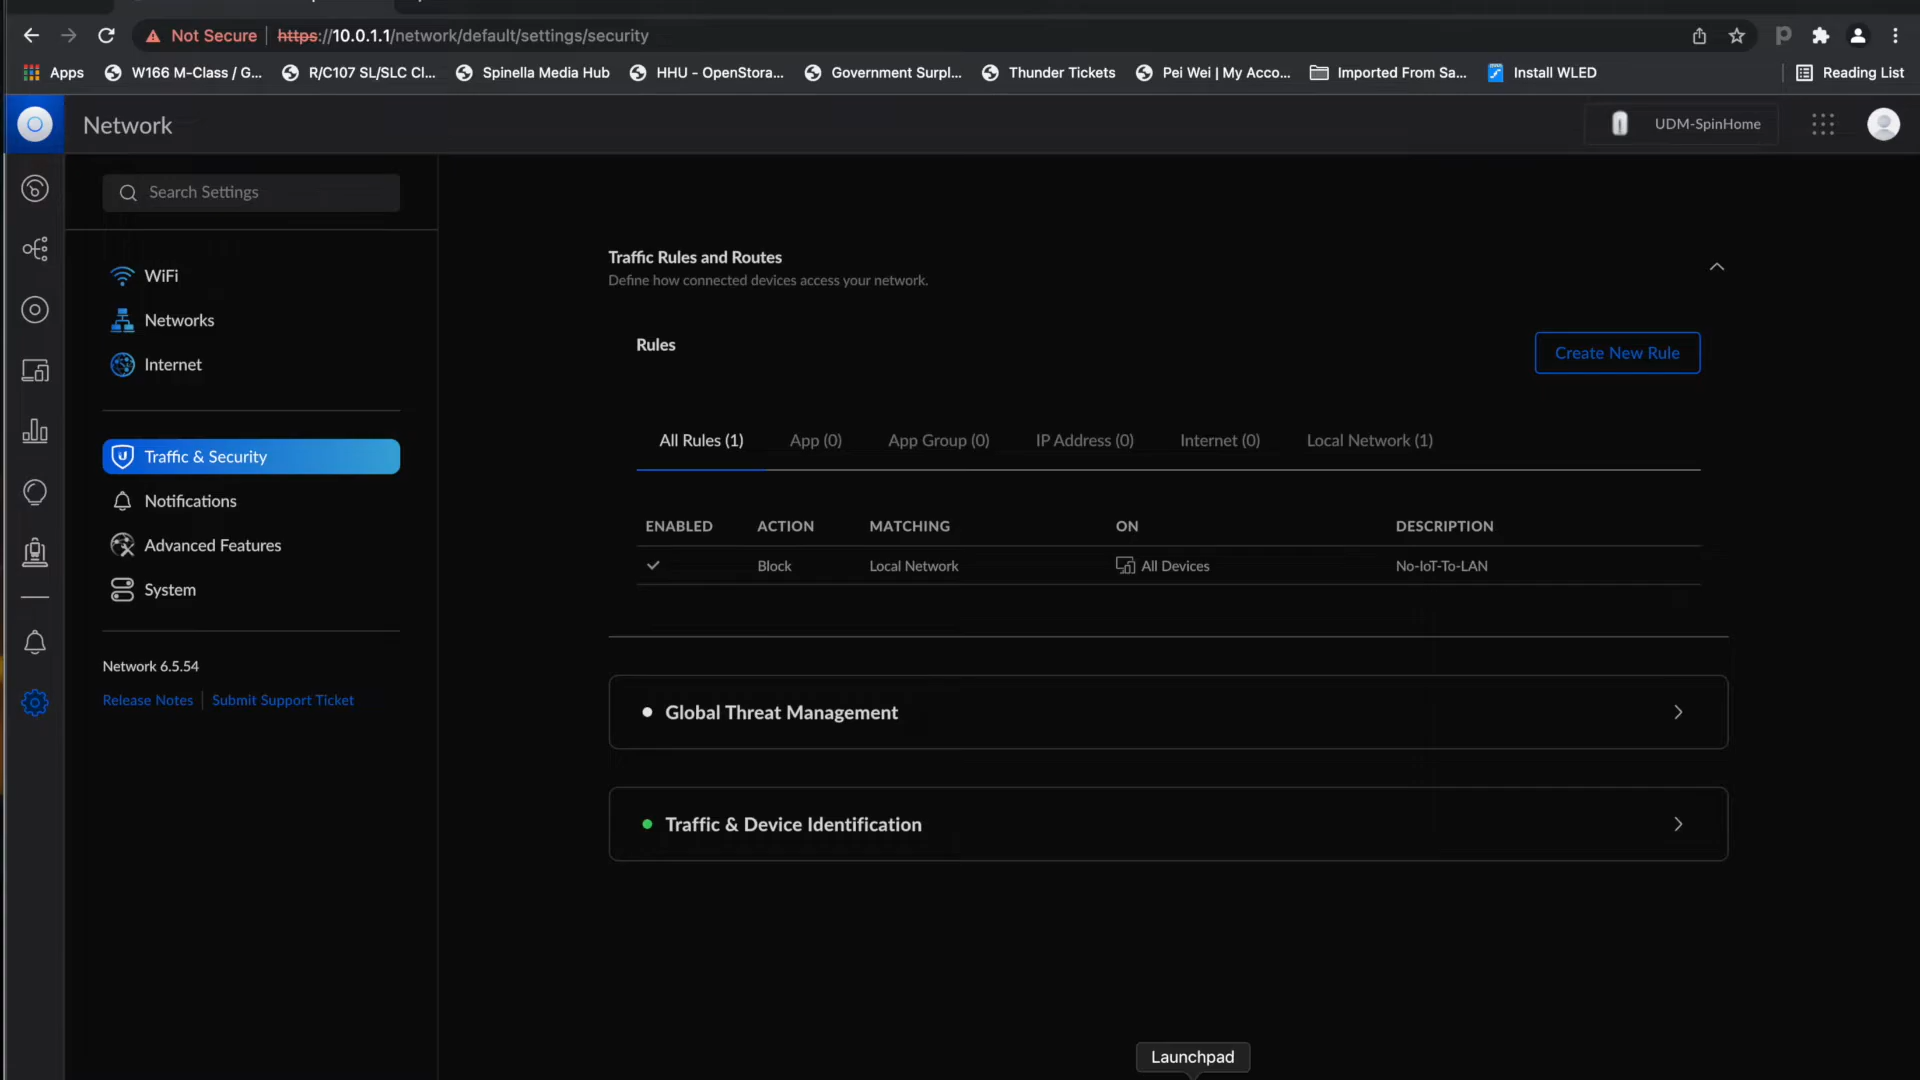 Not Secure https://10.0.1.1/network/default/settings/security
Apps W166 M-Class / G... R/C107 SL/SLC Cl... Spinella Media Hub HHU - OpenStora... Government Surpl... Thunder Tickets Pei Wei | My Acco... Imported From Sa... Install WLED Reading List
Network UDM-SpinHome
Search Settings
WiFi
Networks
Internet
Traffic & Security
Notifications
Advanced Features
System
Network 6.5.54
Release Notes Submit Support Ticket
Traffic Rules and Routes
Define how connected devices access your network.
Rules Create New Rule
All Rules (1) App (0) App Group (0) IP Address (0) Internet (0) Local Network (1)
ENABLED ACTION MATCHING ON DESCRIPTION
Block Local Network All Devices No-IoT-To-LAN
Global Threat Management
Traffic & Device Identification
Launchpad